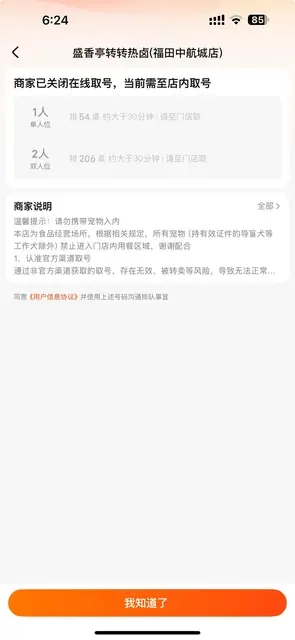 6:24
85
盛香亭转转热卤(福田中航城店)
商家已关闭在线取号，当前需至店内取号
1人
单人位
排 54 桌 约大于30分钟 | 请至门店取
2人
双人位
排 206 桌 约大于30分钟 | 请至门店取
商家说明
全部 >
温馨提示：请勿携带宠物入内
本店为食品经营场所，根据相关规定，所有宠物 (持有效证件的导盲犬等
工作犬除外) 禁止进入门店内用餐区域，谢谢配合
1、认准官方渠道取号
通过非官方渠道获取的取号，存在无效、被转卖等风险，导致无法正常...
同意《用户信息协议》并使用上述号码沟通排队事宜
我知道了